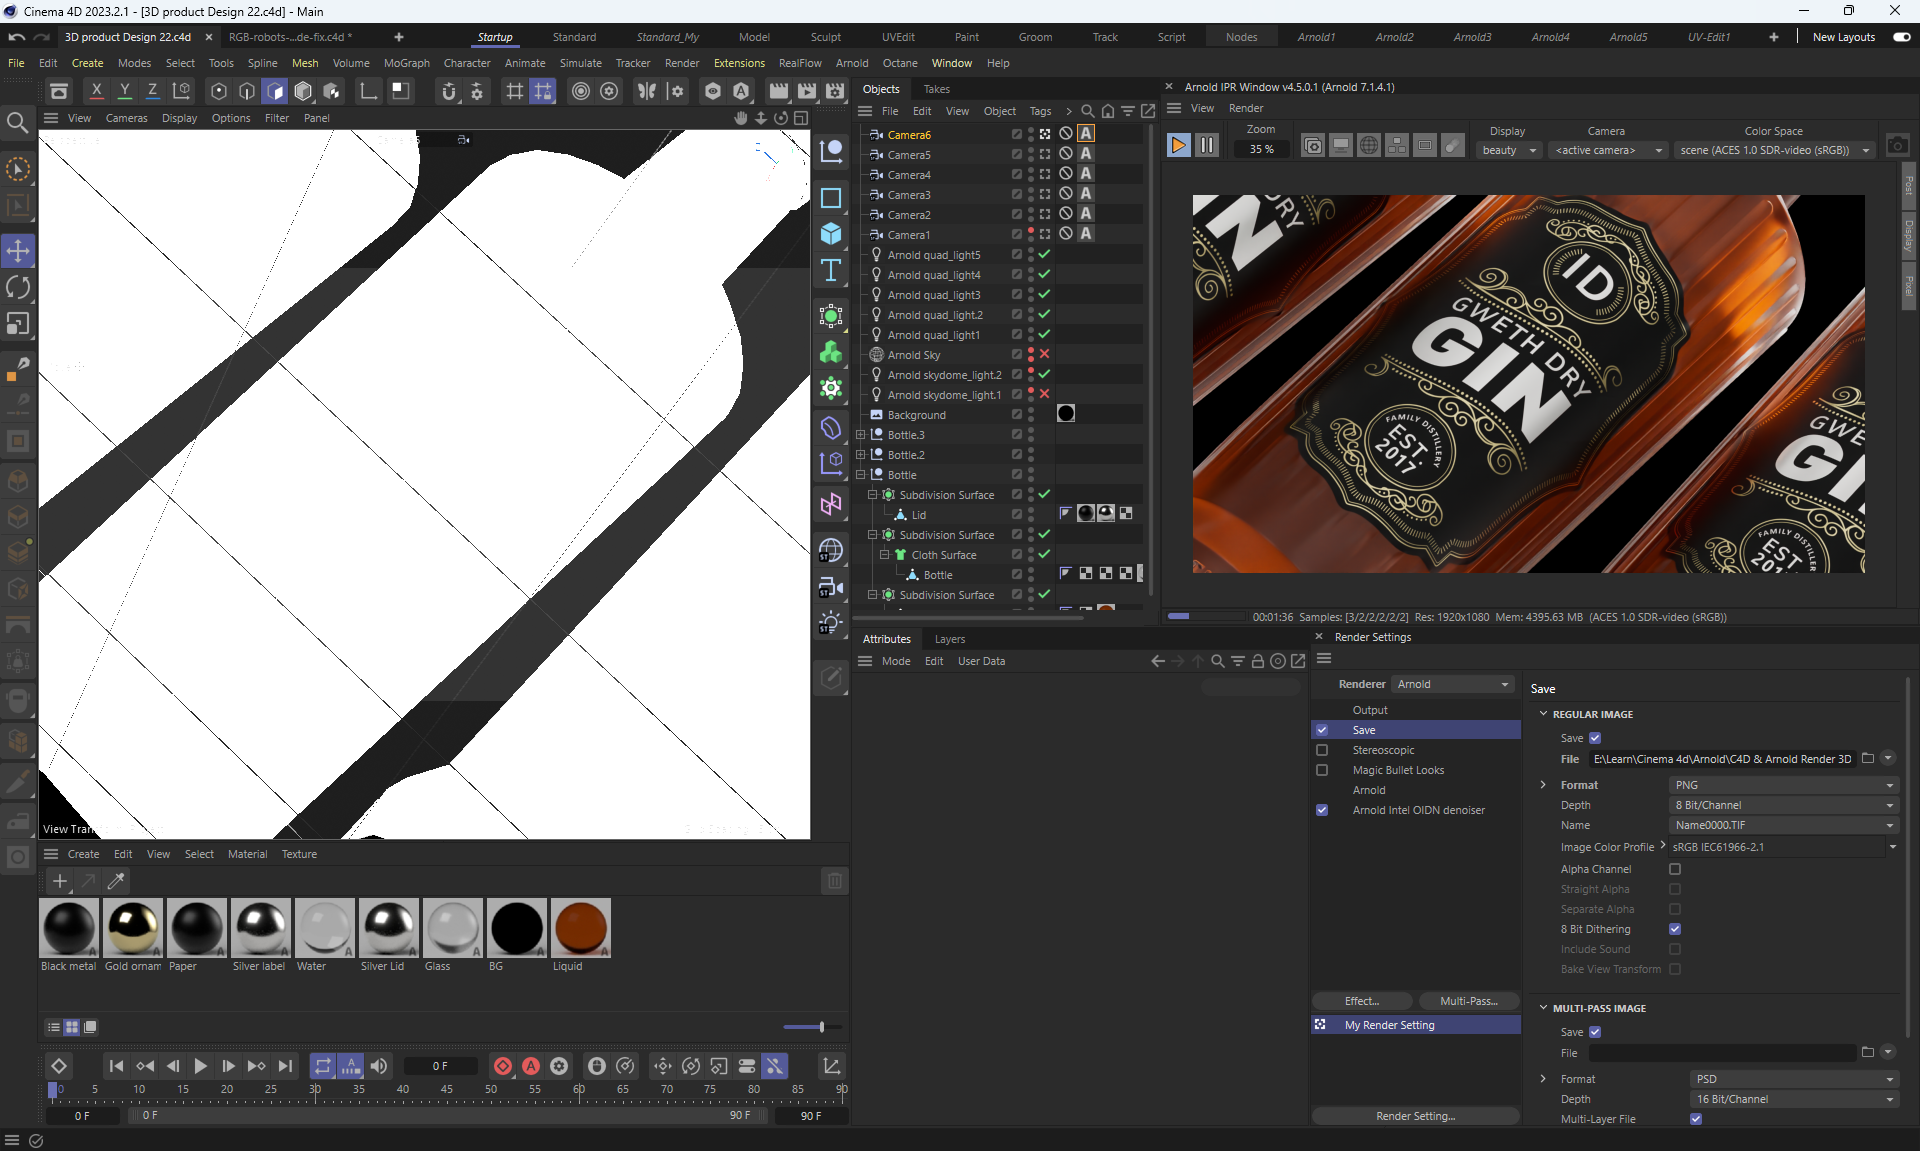 Cinema 4D 2023.2.1 - [3D product Design 22.c4d] - Main
3D product Design 22.c4d × RGB-robots-...de-fix.c4d * +
Startup Standard Standard_My Model Sculpt UVEdit Paint Groom Track Script Nodes Arnold1 Arnold2 Arnold3 Arnold4 Arnold5 UV-Edit1 + New Layouts
File Edit Create Modes Select Tools Spline Mesh Volume MoGraph Character Animate Simulate Tracker Render Extensions RealFlow Arnold Octane Window Help
X Y Z
View Cameras Display Options Filter Panel
View Tran
Objects Takes
File Edit View Object Tags
Camera6
Camera5
Camera4
Camera3
Camera2
Camera1
Arnold quad_light5
Arnold quad_light4
Arnold quad_light3
Arnold quad_light.2
Arnold quad_light1
Arnold Sky
Arnold skydome_light.2
Arnold skydome_light.1
Background
Bottle.3
Bottle.2
Bottle
Subdivision Surface
Lid
Subdivision Surface
Cloth Surface
Bottle
Subdivision Surface
Arnold IPR Window v4.5.0.1 (Arnold 7.1.4.1)
View Render
Zoom Display Camera Color Space
35 % beauty <active camera> scene (ACES 1.0 SDR-video (sRGB))
Post
Display
Pixel
ID
GWETH DRY
GIN
FAMILY DISTILLERY
EST.
2017.
00:01:36 Samples: [3/2/2/2/2/2] Res: 1920x1080 Mem: 4395.63 MB (ACES 1.0 SDR-video (sRGB))
Attributes Layers
Mode Edit User Data
Render Settings
Renderer Arnold
Output
Save
Stereoscopic
Magic Bullet Looks
Arnold
Arnold Intel OIDN denoiser
Effect... Multi-Pass...
My Render Setting
Render Setting...
Save
REGULAR IMAGE
Save
File E:\Learn\Cinema 4d\Arnold\C4D & Arnold Render 3D
Format PNG
Depth 8 Bit/Channel
Name Name0000.TIF
Image Color Profile sRGB IEC61966-2.1
Alpha Channel
Straight Alpha
Separate Alpha
8 Bit Dithering
Include Sound
Bake View Transform
MULTI-PASS IMAGE
Save
File
Format PSD
Depth 16 Bit/Channel
Multi-Layer File
Create Edit View Select Material Texture
Black metal Gold ornam Paper Silver label Water Silver Lid Glass BG Liquid
0 F
0 5 10 15 20 25 30 35 40 45 50 55 60 65 70 75 80 85 90
0 F 0 F 90 F 90 F